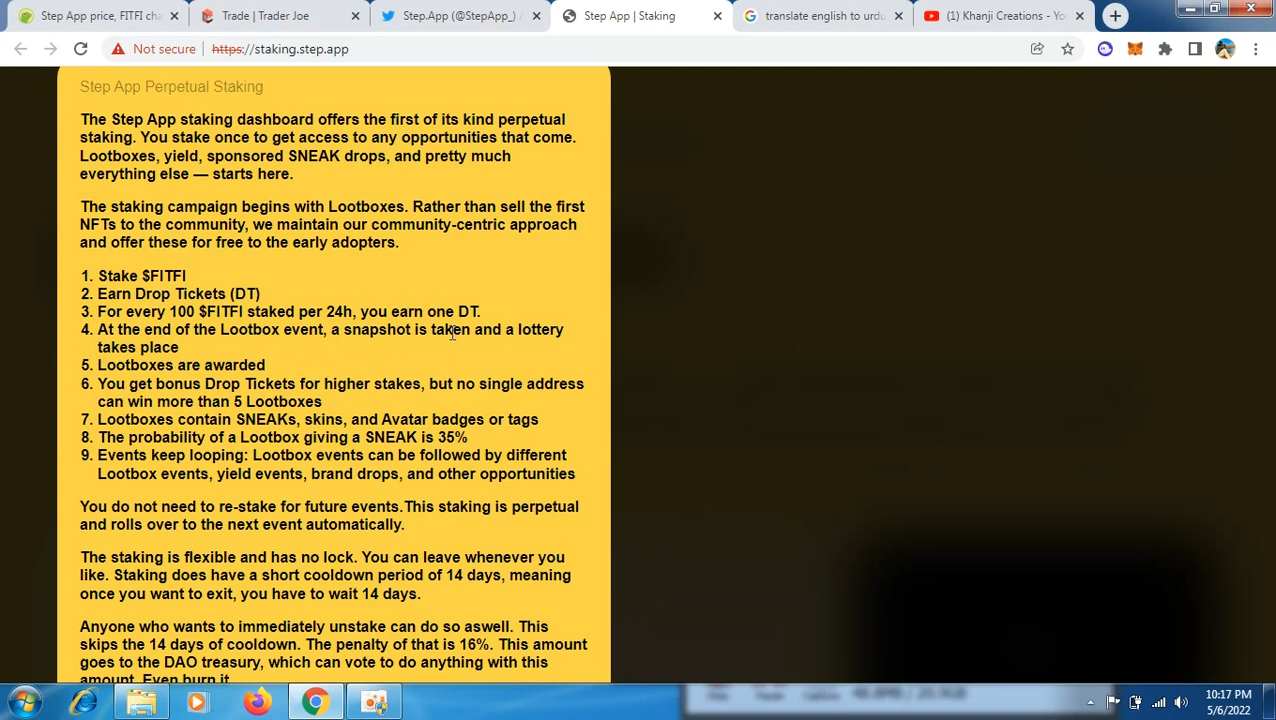 Step App price, FITFI cha
Trade | Trader Joe
Step.App (@StepApp_) /
Step App | Staking
translate english to urdu
(1) Khanji Creations - Yo
Not secure
https://staking.step.app
Step App Perpetual Staking
The Step App staking dashboard offers the first of its kind perpetual
staking. You stake once to get access to any opportunities that come.
Lootboxes, yield, sponsored SNEAK drops, and pretty much
everything else — starts here.
The staking campaign begins with Lootboxes. Rather than sell the first
NFTs to the community, we maintain our community-centric approach
and offer these for free to the early adopters.
1. Stake $FITFI
2. Earn Drop Tickets (DT)
3. For every 100 $FITFI staked per 24h, you earn one DT.
4. At the end of the Lootbox event, a snapshot is taken and a lottery
takes place
5. Lootboxes are awarded
6. You get bonus Drop Tickets for higher stakes, but no single address
can win more than 5 Lootboxes
7. Lootboxes contain SNEAKs, skins, and Avatar badges or tags
8. The probability of a Lootbox giving a SNEAK is 35%
9. Events keep looping: Lootbox events can be followed by different
Lootbox events, yield events, brand drops, and other opportunities
You do not need to re-stake for future events.This staking is perpetual
and rolls over to the next event automatically.
The staking is flexible and has no lock. You can leave whenever you
like. Staking does have a short cooldown period of 14 days, meaning
once you want to exit, you have to wait 14 days.
Anyone who wants to immediately unstake can do so aswell. This
skips the 14 days of cooldown. The penalty of that is 16%. This amount
goes to the DAO treasury, which can vote to do anything with this
amount. Even burn it
10:17 PM
5/6/2022